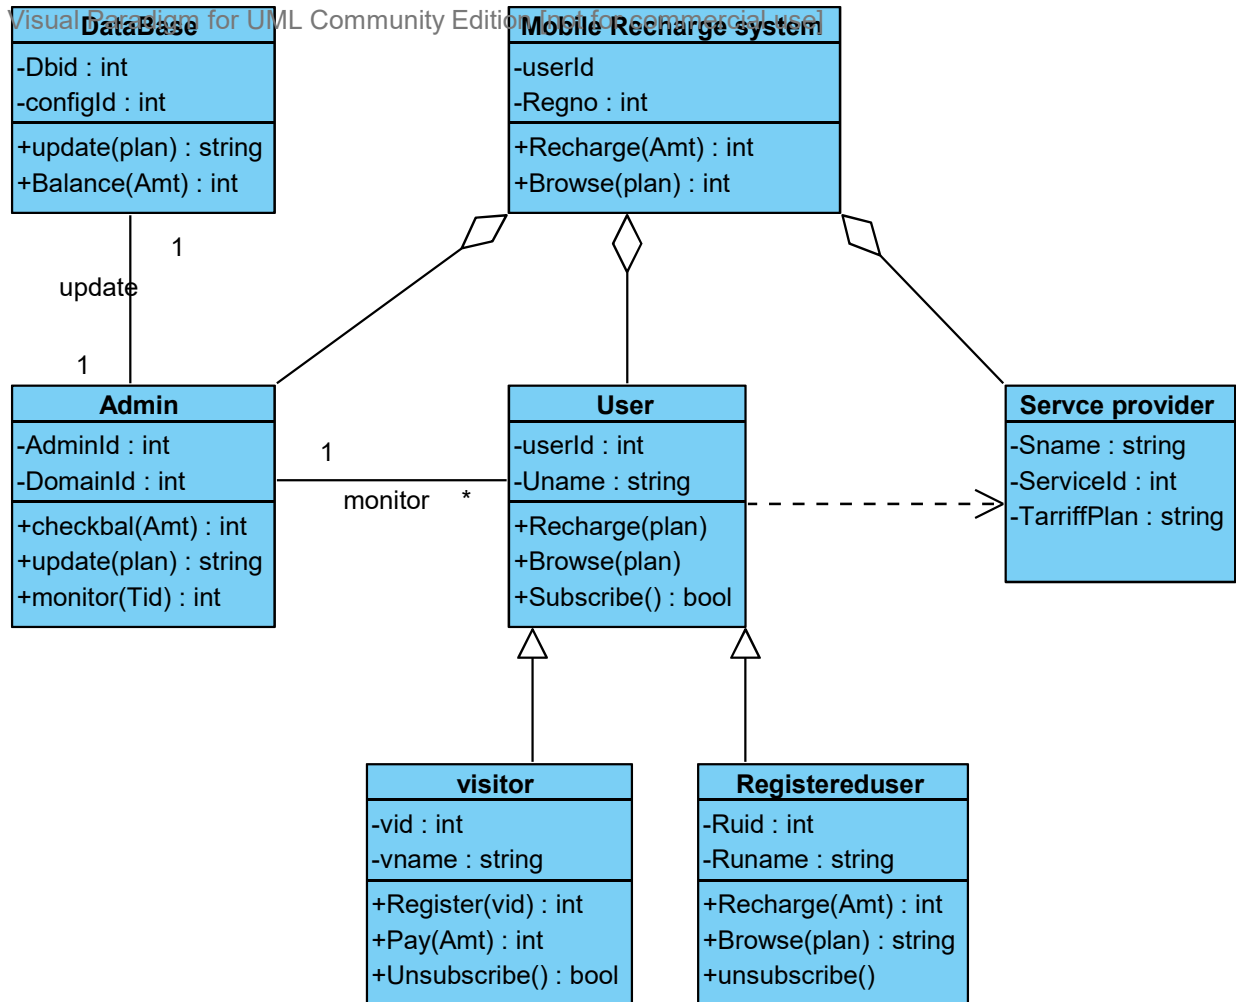 Visual Paradigm for UML Community Edition [not for commercial use]
DataBase
-Dbid : int
-configId : int
+update(plan) : string
+Balance(Amt) : int
Mobile Recharge system
-userId
-Regno : int
+Recharge(Amt) : int
+Browse(plan) : int
1
update
1
Admin
-AdminId : int
-DomainId : int
+checkbal(Amt) : int
+update(plan) : string
+monitor(Tid) : int
1
monitor
*
User
-userId : int
-Uname : string
+Recharge(plan)
+Browse(plan)
+Subscribe() : bool
Servce provider
-Sname : string
-ServiceId : int
-TarriffPlan : string
visitor
-vid : int
-vname : string
+Register(vid) : int
+Pay(Amt) : int
+Unsubscribe() : bool
Registereduser
-Ruid : int
-Runame : string
+Recharge(Amt) : int
+Browse(plan) : string
+unsubscribe()